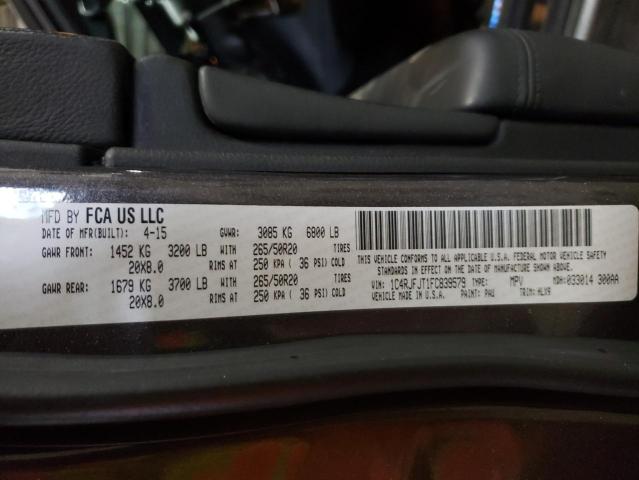 MFD BY FCA US LLC
DATE OF MFR(BUILT): 4-15 GVWR: 3085 KG 6800 LB
GAWR FRONT: 1452 KG 3200 LB WITH 265/50R20 TIRES
20X8.0 RIMS AT 250 KPA ( 36 PSI) COLD
GAWR REAR: 1679 KG 3700 LB WITH 265/50R20 TIRES
20X8.0 RIMS AT 250 KPA ( 36 PSI) COLD
THIS VEHICLE CONFORMS TO ALL APPLICABLE U.S.A. FEDERAL MOTOR VEHICLE SAFETY
STANDARDS IN EFFECT ON THE DATE OF MANUFACTURE SHOWN ABOVE.
VIN: 1C4RJFJT1FC839579 TYPE: MPV MDH:033014 300AA
VEHICLE MADE IN U.S.A. PAINT: PAU TRIM: HLX9